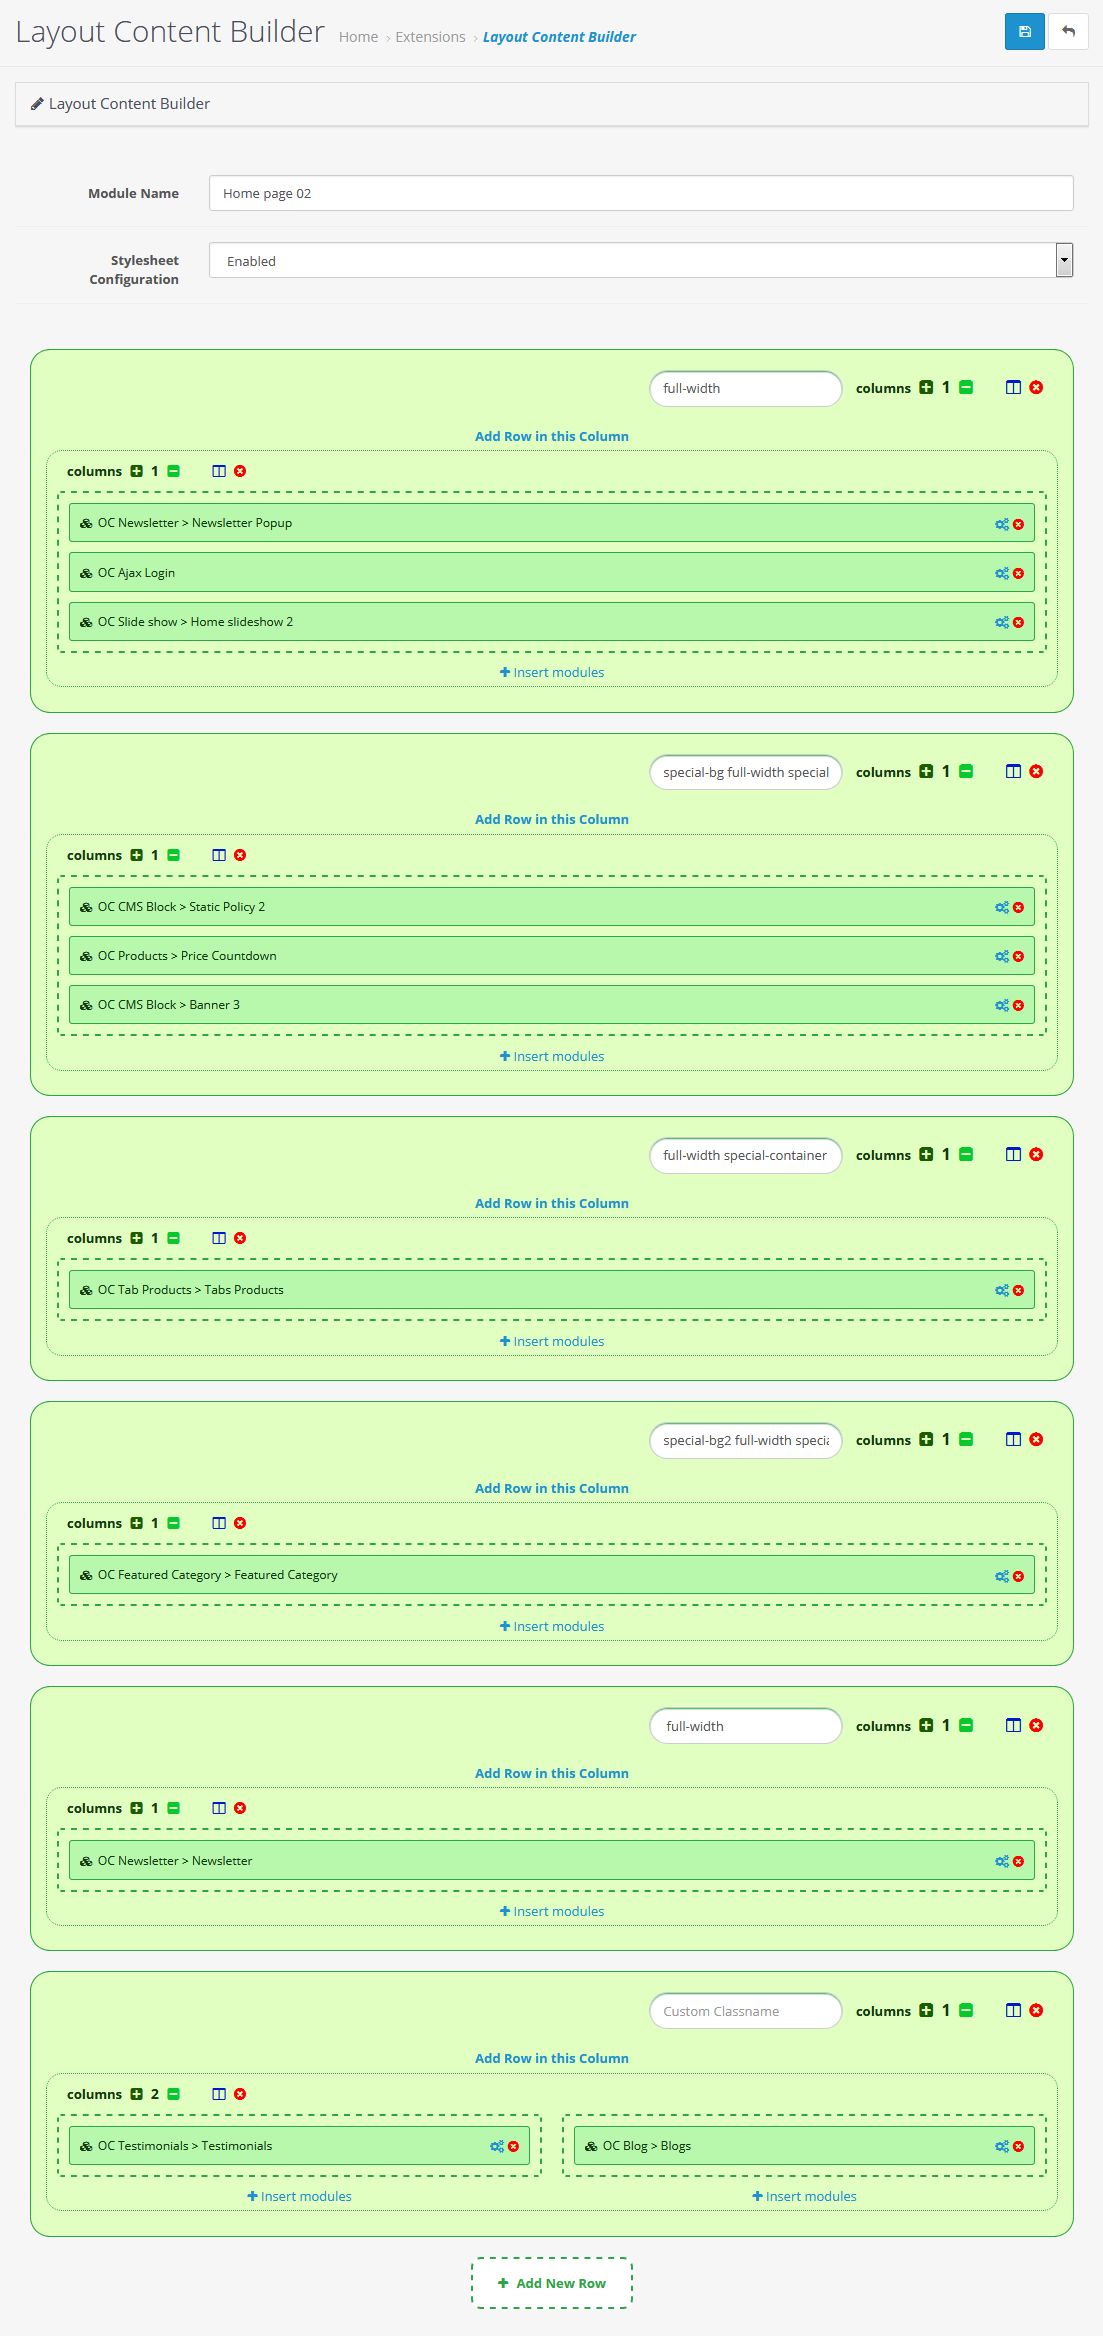 Layout Content Builder Home › Extensions › Layout Content Builder
Layout Content Builder
Module Name Home page 02
Stylesheet Configuration Enabled
full-width columns 1
Add Row in this Column
columns 1
OC Newsletter > Newsletter Popup
OC Ajax Login
OC Slide show > Home slideshow 2
Insert modules
special-bg full-width special columns 1
Add Row in this Column
columns 1
OC CMS Block > Static Policy 2
OC Products > Price Countdown
OC CMS Block > Banner 3
Insert modules
full-width special-container columns 1
Add Row in this Column
columns 1
OC Tab Products > Tabs Products
Insert modules
special-bg2 full-width specia columns 1
Add Row in this Column
columns 1
OC Featured Category > Featured Category
Insert modules
full-width columns 1
Add Row in this Column
columns 1
OC Newsletter > Newsletter
Insert modules
Custom Classname columns 1
Add Row in this Column
columns 2
OC Testimonials > Testimonials OC Blog > Blogs
Insert modules Insert modules
Add New Row